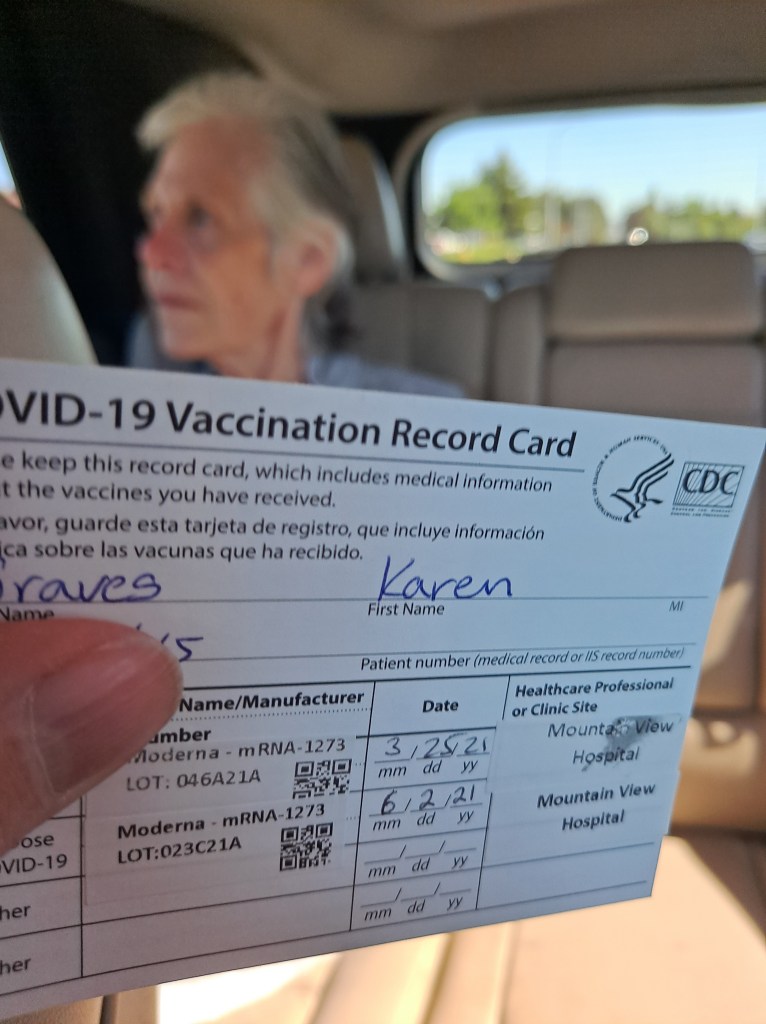 OVID-19 Vaccination Record Card
e keep this record card, which includes medical information
t the vaccines you have received.
avor, guarde esta tarjeta de registro, que incluye información
ica sobre las vacunas que ha recibido.
raves Karen
Name First Name MI
Patient number (medical record or IIS record number)
Name/Manufacturer Date Healthcare Professional
or Clinic Site
umber
Moderna - mRNA-1273 3/25/21 Mountain View
LOT: 046A21A mm dd yy Hospital
Moderna - mRNA-1273 6/2/21 Mountain View
LOT:023C21A mm dd yy Hospital
ose
VID-19 mm dd yy
her mm dd yy
her
CDC